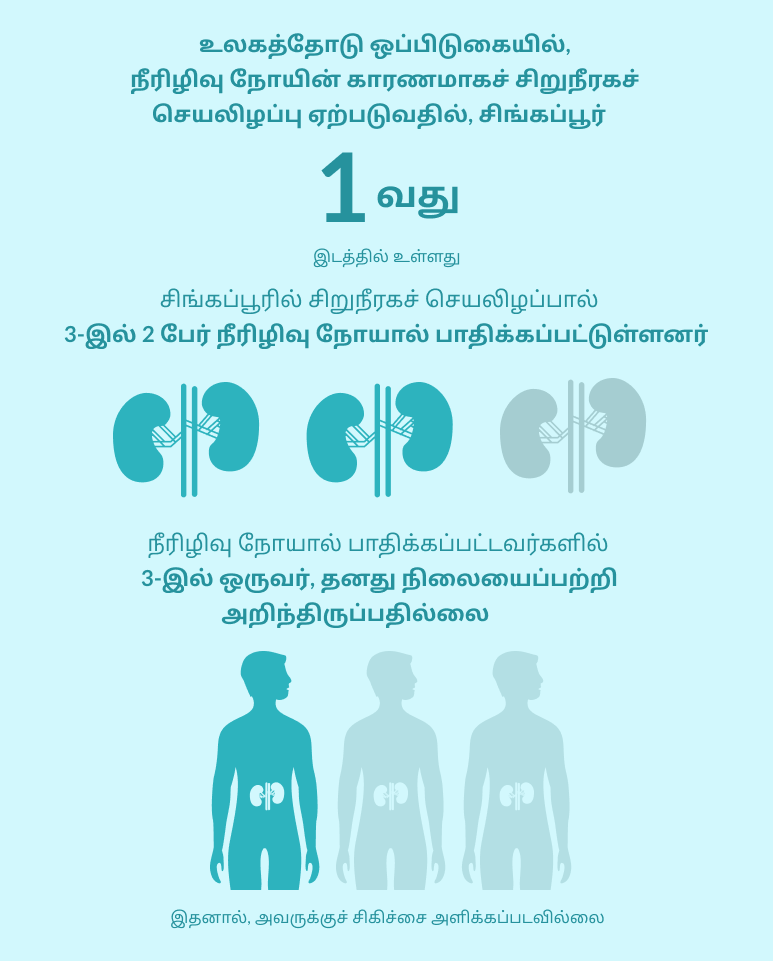 உலகத்தோடு ஒப்பிடுகையில்,
நீரிழிவு நோயின் காரணமாகச் சிறுநீரகச்
செயலிழப்பு ஏற்படுவதில், சிங்கப்பூர்
1 வது
இடத்தில் உள்ளது
சிங்கப்பூரில் சிறுநீரகச் செயலிழப்பால்
3-இல் 2 பேர் நீரிழிவு நோயால் பாதிக்கப்பட்டுள்ளனர்
நீரிழிவு நோயால் பாதிக்கப்பட்டவர்களில்
3-இல் ஒருவர், தனது நிலையைப்பற்றி
அறிந்திருப்பதில்லை
இதனால், அவருக்குச் சிகிச்சை அளிக்கப்படவில்லை